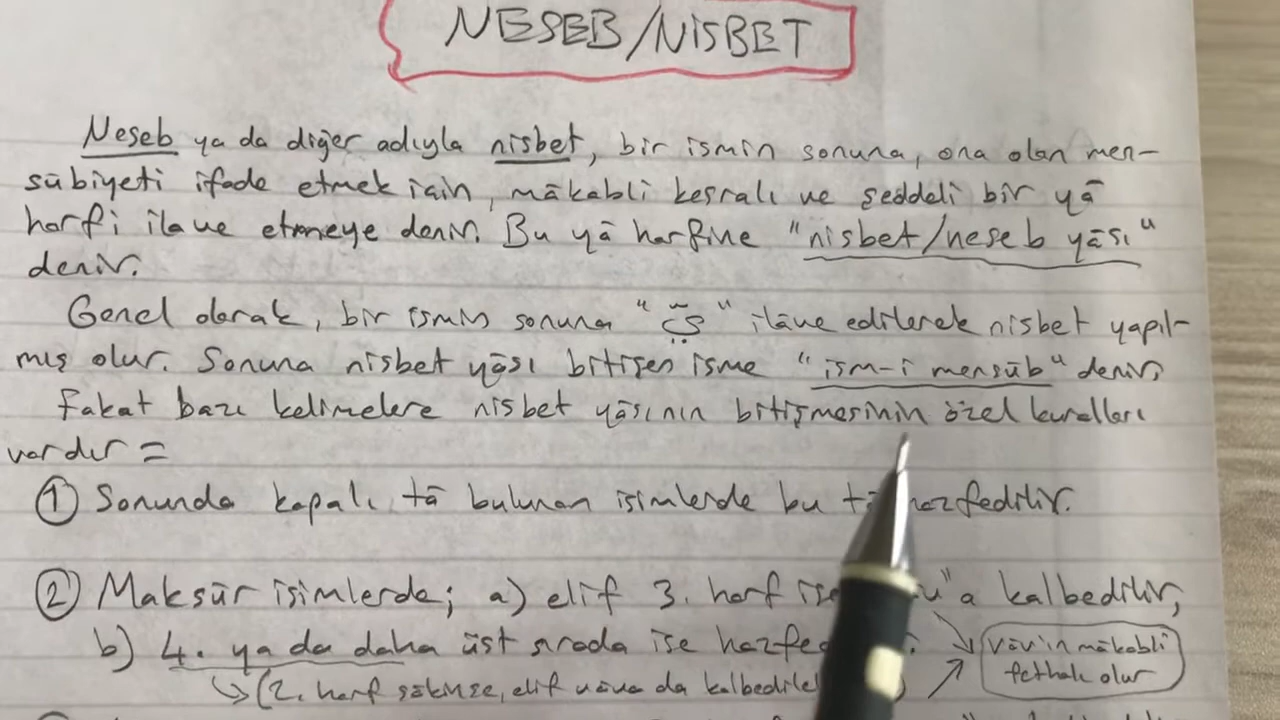 NESEB/NİSBET
Neseb ya da diğer adıyla nisbet, bir ismin sonuna, ona olan men-
sûbiyeti ifade etmek için, mâkabli kesralı ve şeddeli bir yâ
harfi ilave etmeye denir. Bu yâ harfine "nisbet/neseb yâsı"
denir.
Genel olarak, bir ismin sonuna "يّ" ilâve edilerek nisbet yapıl-
mış olur. Sonuna nisbet yâsı bitişen isme "ism-i mensûb" denir.
Fakat bazı kelimelere nisbet yâsının bitişmesinin özel kuralları
vardır =
① Sonunda kapalı tâ bulunan isimlerde bu hazfedilir.
② Maksûr isimlerde; a) elif 3. harf ise kalbedilir,
b) 4. ya da daha üst sırada ise
(2. harf sâkinse, elif vâva da
vâv'ın mâkabli
fethalı olur